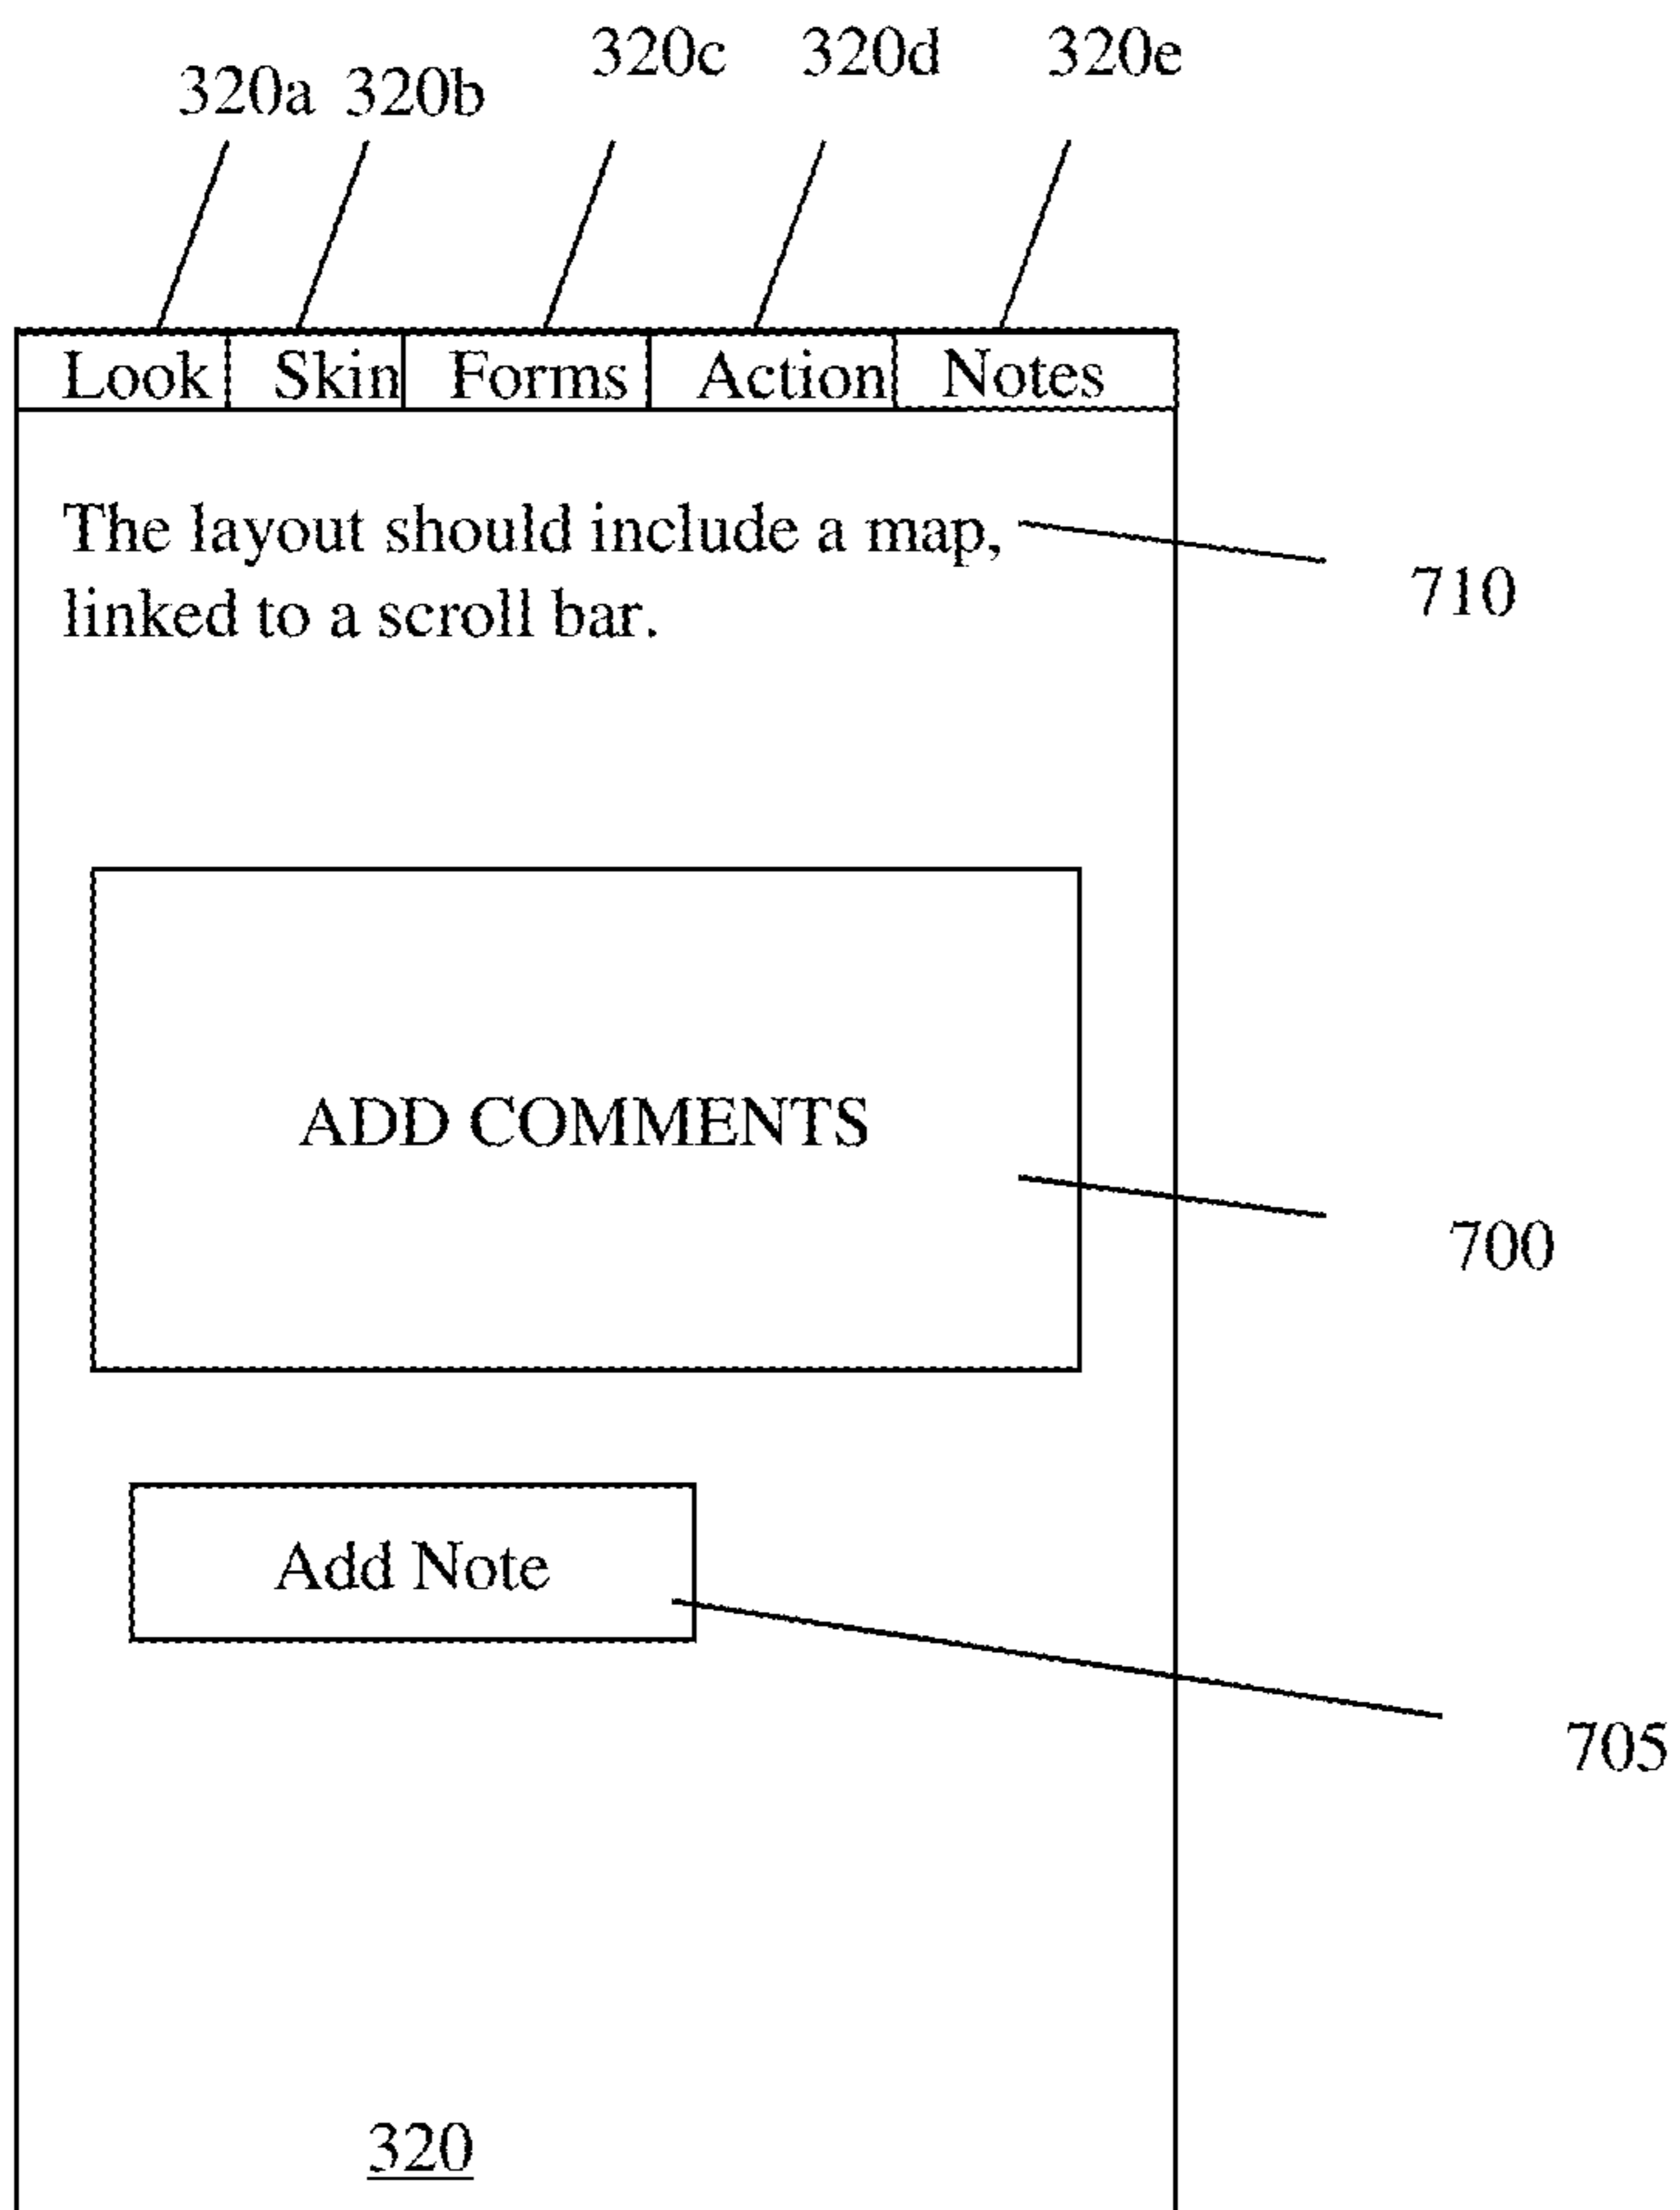 320c 320d 320e
320a 320b
Look Skin Forms Action Notes
The layout should include a map,
linked to a scroll bar.
710
ADD COMMENTS
700
Add Note
705
320